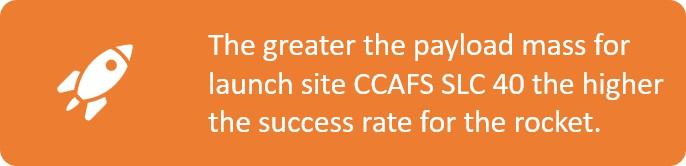 The greater the payload mass for
launch site CCAFS SLC 40 the higher
the success rate for the rocket.